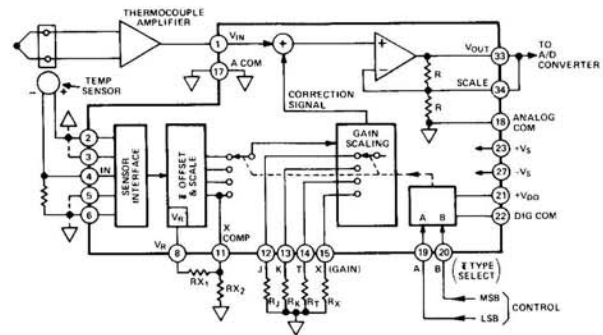 THERMOCOUPLE
AMPLIFIER
1
VIN
+
+
−
VOUT
33
TO
A/D
CONVERTER
17
A COM
R
SCALE
34
R
− +
TEMP
SENSOR
CORRECTION
SIGNAL
18
ANALOG
COM
2
3
4
IN
5
6
SENSOR
INTERFACE
OFFSET
& SCALE
VR
GAIN
SCALING
23
+VS
27
-VS
21
+VDD
22
DIG COM
A B
X
COMP
VR
8
11
J
12
K
13
T
14
X
15
(GAIN)
A
19
B
20
TYPE
SELECT
RX1
RX2
RJ
RK
RT
RX
MSB
LSB
CONTROL